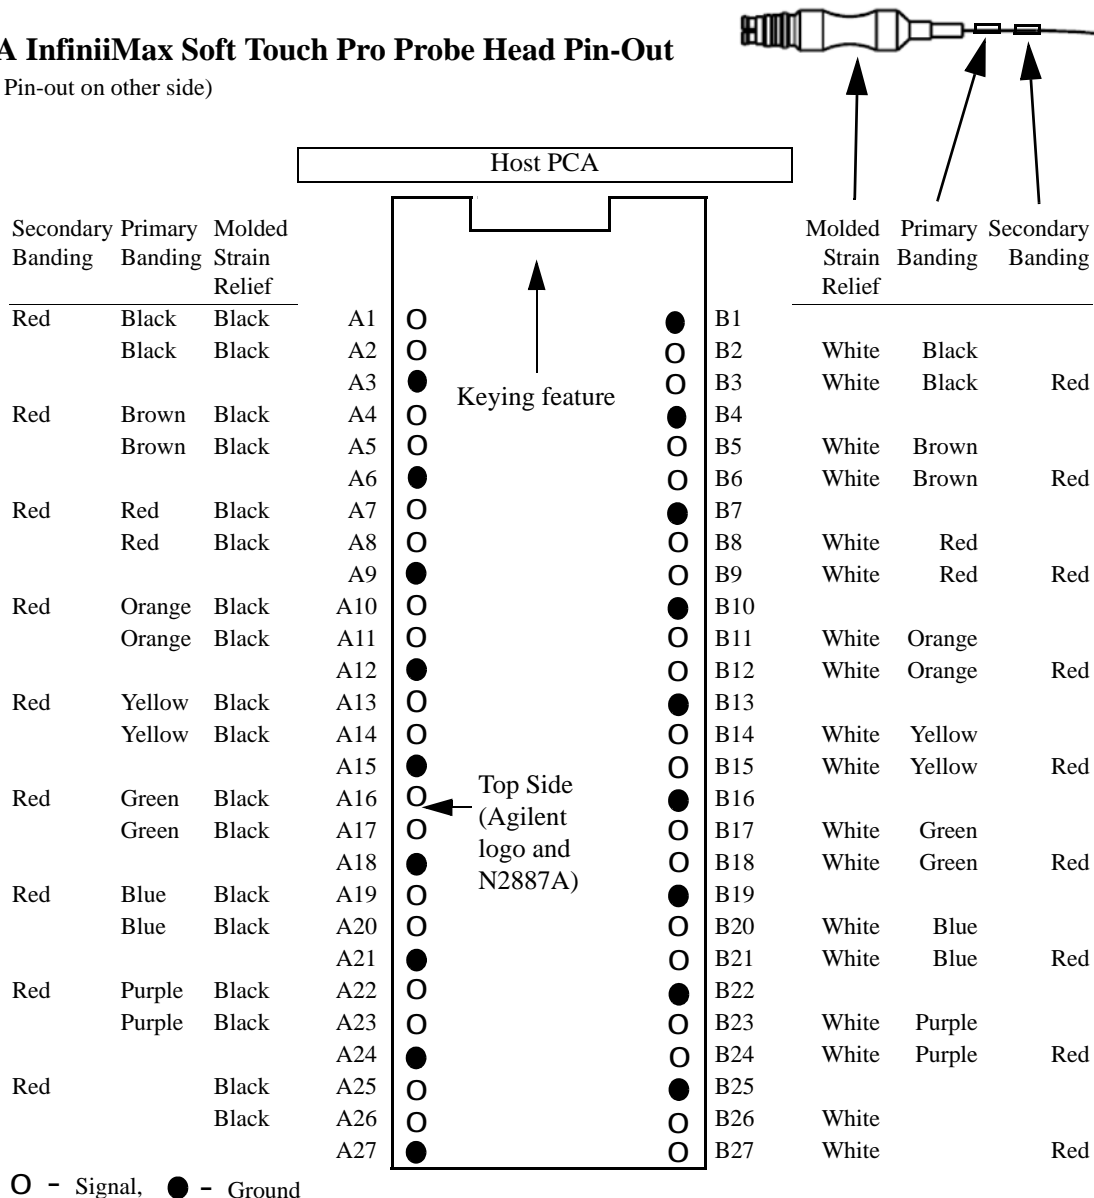 A InfiniiMax Soft Touch Pro Probe Head Pin-Out
Pin-out on other side)
Host PCA
Secondary Primary Molded
Banding Banding Strain
Relief
Molded Primary Secondary
Strain Banding Banding
Relief
Keying feature
Red Black Black A1 O B1
Black Black A2 O O B2 White Black
A3 O B3 White Black Red
Red Brown Black A4 O B4
Brown Black A5 O O B5 White Brown
A6 O B6 White Brown Red
Red Red Black A7 O B7
Red Black A8 O O B8 White Red
A9 O B9 White Red Red
Red Orange Black A10 O B10
Orange Black A11 O O B11 White Orange
A12 O B12 White Orange Red
Red Yellow Black A13 O B13
Yellow Black A14 O O B14 White Yellow
A15 O B15 White Yellow Red
Red Green Black A16 O B16
Green Black A17 O O B17 White Green
A18 O B18 White Green Red
Red Blue Black A19 O B19
Blue Black A20 O O B20 White Blue
A21 O B21 White Blue Red
Red Purple Black A22 O B22
Purple Black A23 O O B23 White Purple
A24 O B24 White Purple Red
Red Black A25 O B25
Black A26 O O B26 White
A27 O B27 White Red
Top Side
(Agilent
logo and
N2887A)
O - Signal, ● - Ground